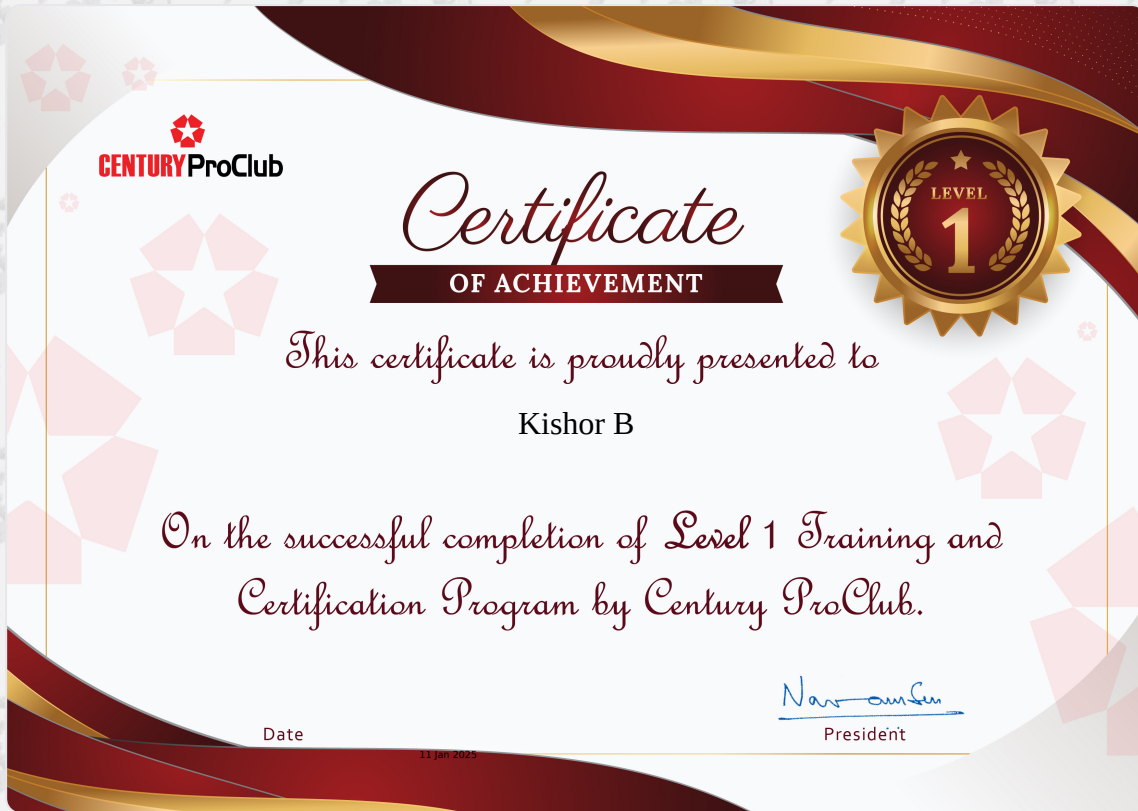 CENTURY ProClub
LEVEL
1
Certificate
OF ACHIEVEMENT
This certificate is proudly presented to
Kishor B
On the successful completion of Level 1 Training and
Certification Program by Century ProClub.
Date
President
11 Jan 2025